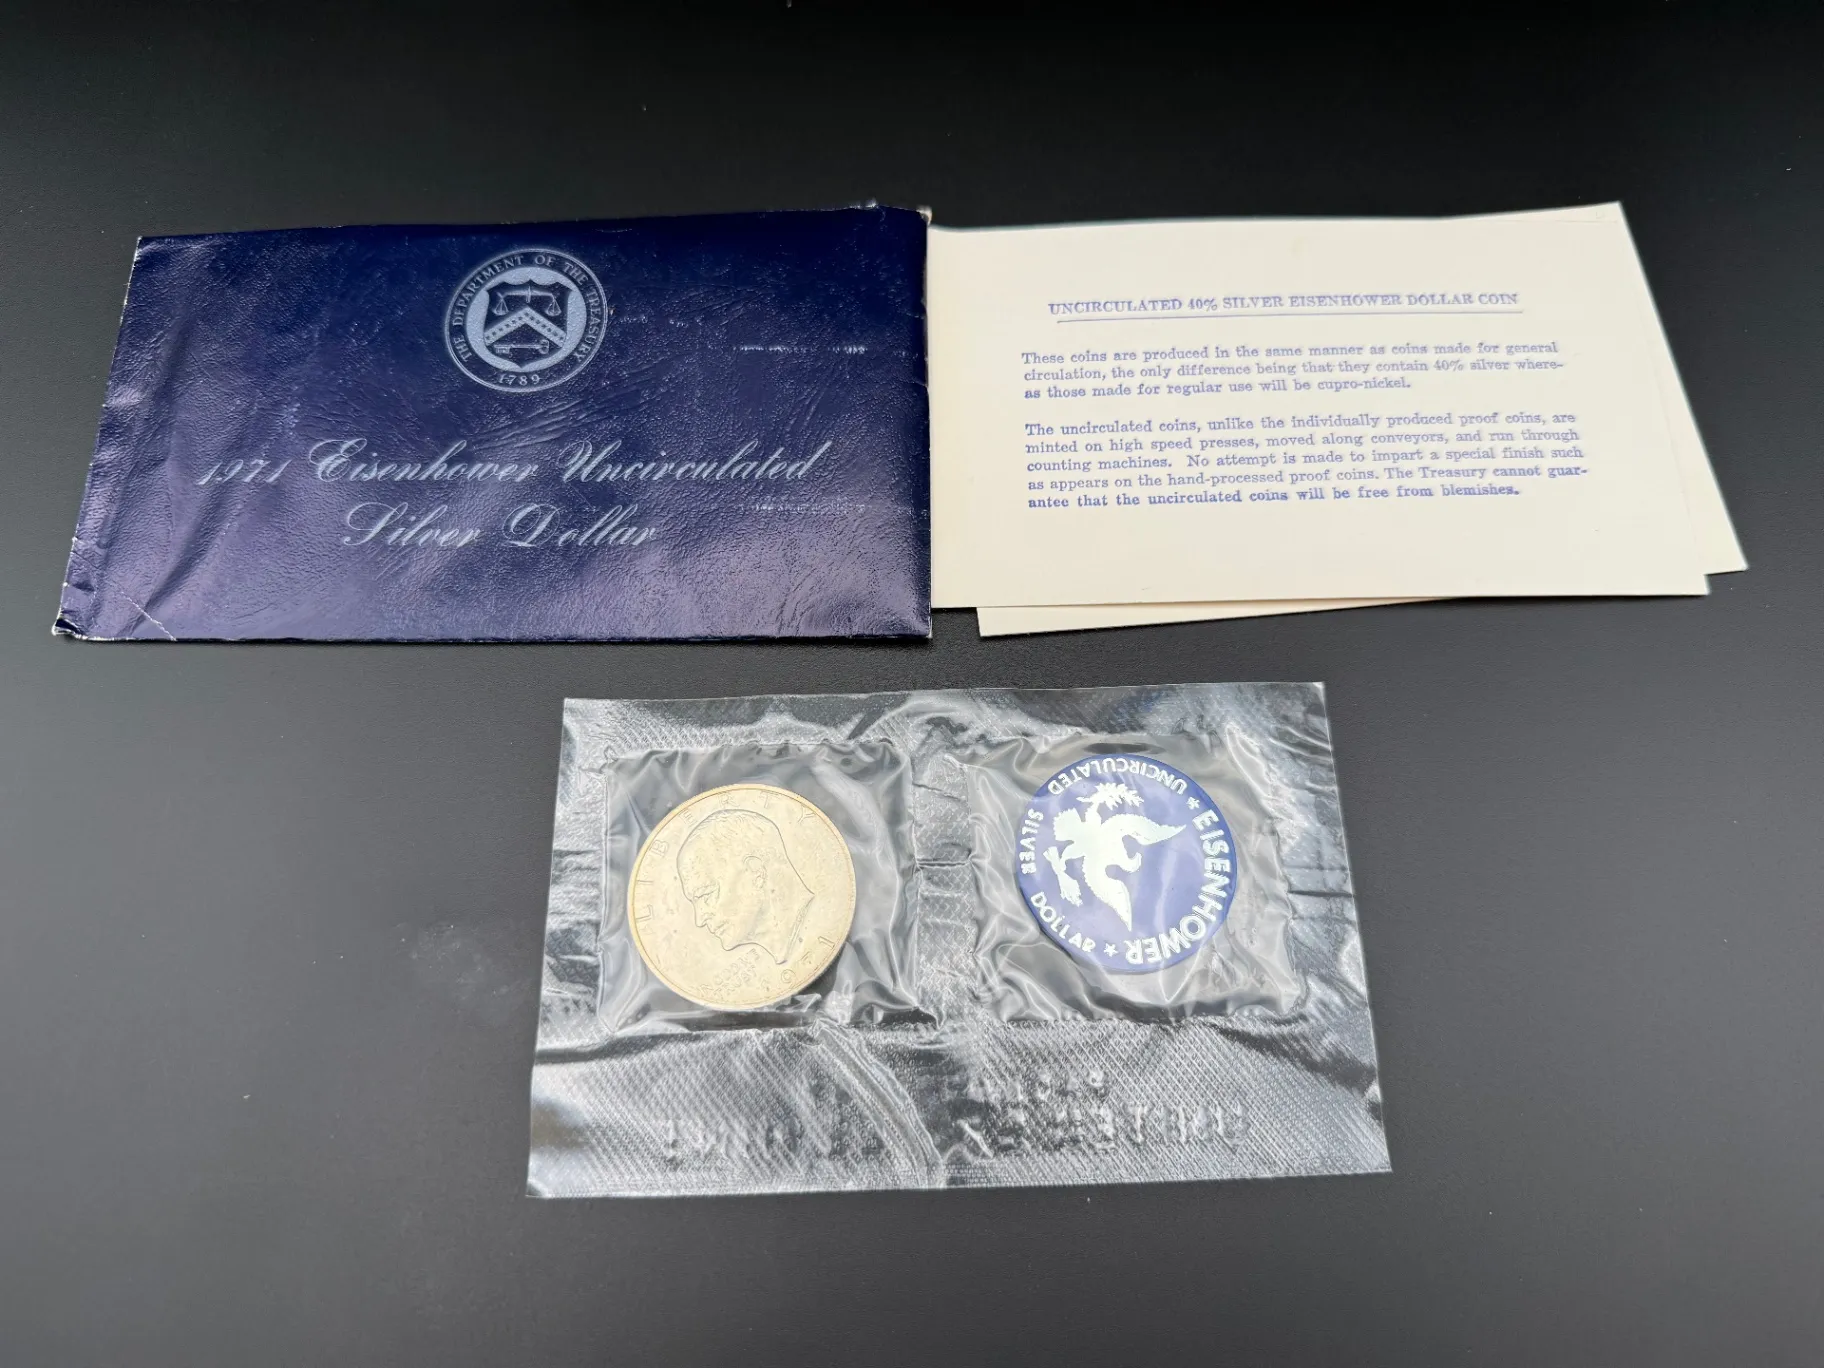 THE DEPARTMENT OF THE TREASURY
1789
1971 Eisenhower Uncirculated
Silver Dollar
UNCIRCULATED 40% SILVER EISENHOWER DOLLAR COIN
These coins are produced in the same manner as coins made for general
circulation, the only difference being that they contain 40% silver where-
as those made for regular use will be cupro-nickel.
The uncirculated coins, unlike the individually produced proof coins, are
minted on high speed presses, moved along conveyors, and run through
counting machines. No attempt is made to impart a special finish such
as appears on the hand-processed proof coins. The Treasury cannot guar-
antee that the uncirculated coins will be free from blemishes.
LIBERTY
IN GOD
WE TRUST
1971
★ EISENHOWER ★
UNCIRCULATED SILVER DOLLAR